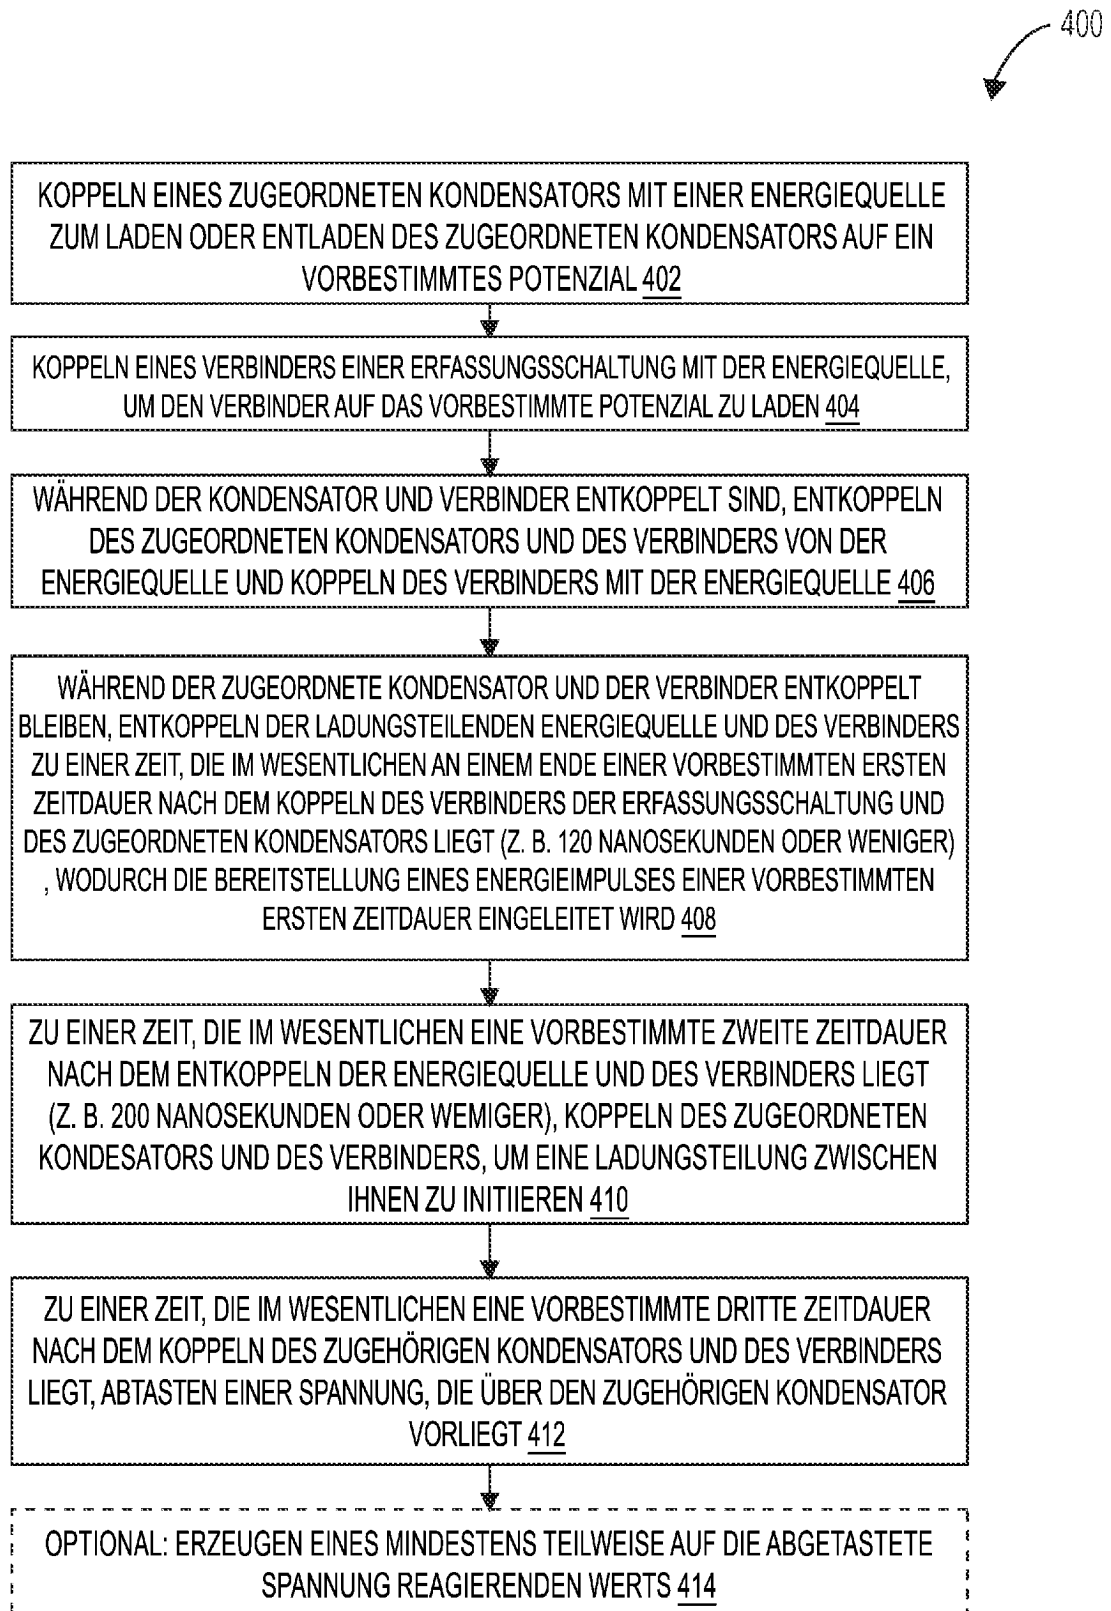 400
KOPPELN EINES ZUGEORDNETEN KONDENSATORS MIT EINER ENERGIEQUELLE
ZUM LADEN ODER ENTLADEN DES ZUGEORDNETEN KONDENSATORS AUF EIN
VORBESTIMMTES POTENZIAL 402
KOPPELN EINES VERBINDERS EINER ERFASSUNGSSCHALTUNG MIT DER ENERGIEQUELLE,
UM DEN VERBINDER AUF DAS VORBESTIMMTE POTENZIAL ZU LADEN 404
WÄHREND DER KONDENSATOR UND VERBINDER ENTKOPPELT SIND, ENTKOPPELN
DES ZUGEORDNETEN KONDENSATORS UND DES VERBINDERS VON DER
ENERGIEQUELLE UND KOPPELN DES VERBINDERS MIT DER ENERGIEQUELLE 406
WÄHREND DER ZUGEORDNETE KONDENSATOR UND DER VERBINDER ENTKOPPELT
BLEIBEN, ENTKOPPELN DER LADUNGSTEILENDEN ENERGIEQUELLE UND DES VERBINDERS
ZU EINER ZEIT, DIE IM WESENTLICHEN AN EINEM ENDE EINER VORBESTIMMTEN ERSTEN
ZEITDAUER NACH DEM KOPPELN DES VERBINDERS DER ERFASSUNGSSCHALTUNG UND
DES ZUGEORDNETEN KONDENSATORS LIEGT (Z. B. 120 NANOSEKUNDEN ODER WENIGER)
, WODURCH DIE BEREITSTELLUNG EINES ENERGIEIMPULSES EINER VORBESTIMMTEN
ERSTEN ZEITDAUER EINGELEITET WIRD 408
ZU EINER ZEIT, DIE IM WESENTLICHEN EINE VORBESTIMMTE ZWEITE ZEITDAUER
NACH DEM ENTKOPPELN DER ENERGIEQUELLE UND DES VERBINDERS LIEGT
(Z. B. 200 NANOSEKUNDEN ODER WEMIGER), KOPPELN DES ZUGEORDNETEN
KONDESATORS UND DES VERBINDERS, UM EINE LADUNGSTEILUNG ZWISCHEN
IHNEN ZU INITIIEREN 410
ZU EINER ZEIT, DIE IM WESENTLICHEN EINE VORBESTIMMTE DRITTE ZEITDAUER
NACH DEM KOPPELN DES ZUGEHÖRIGEN KONDENSATORS UND DES VERBINDERS
LIEGT, ABTASTEN EINER SPANNUNG, DIE ÜBER DEN ZUGEHÖRIGEN KONDENSATOR
VORLIEGT 412
OPTIONAL: ERZEUGEN EINES MINDESTENS TEILWEISE AUF DIE ABGETASTETE
SPANNUNG REAGIERENDEN WERTS 414